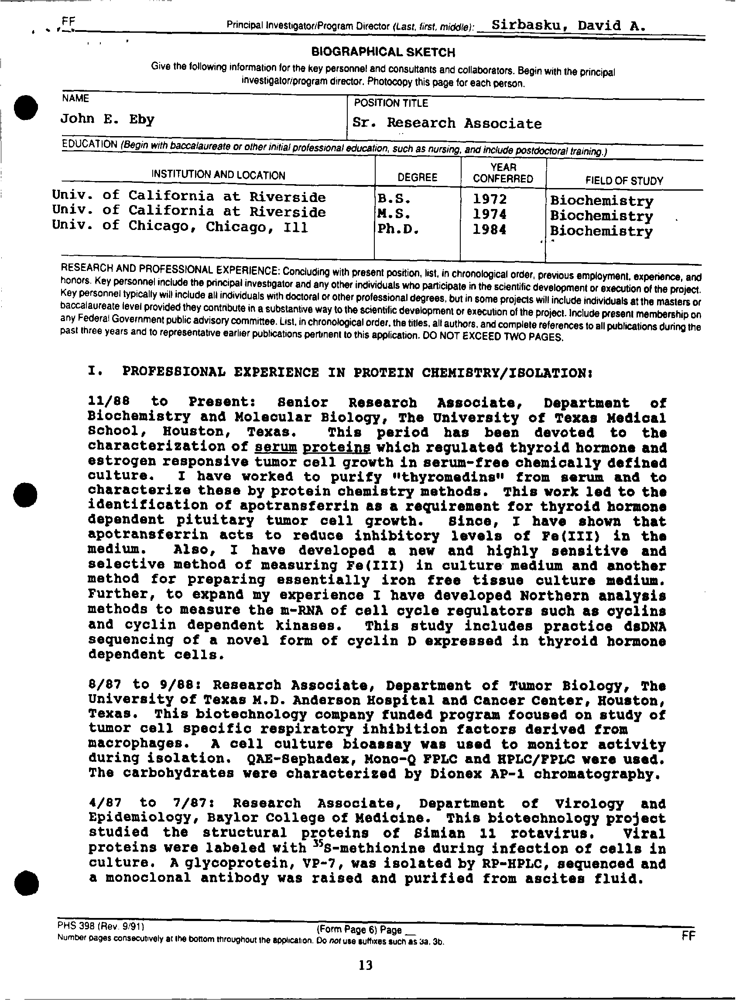 FF
Principal Investigator/Program Director (Last, first, middle): Sirbasku, David A.
BIOGRAPHICAL SKETCH
Give the following information for the key personnel and consultants and collaborators. Begin with the principal
investigator/program director. Photocopy this page for each person.
NAME
POSITION TITLE
John E. Eby
Sr. Research Associate
EDUCATION (Begin with baccalaureate or other initial professional education, such as nursing, and include postdoctoral training.)
INSTITUTION AND LOCATION
DEGREE
YEAR
CONFERRED
FIELD OF STUDY
Univ. of California at Riverside B.S. 1972 Biochemistry
Univ. of California at Riverside M.S. 1974 Biochemistry
Univ. of Chicago, Chicago, Ill Ph.D. 1984 Biochemistry
RESEARCH AND PROFESSIONAL EXPERIENCE: Concluding with present position, list, in chronological order, previous employment, experience, and
honors. Key personnel include the principal investigator and any other individuals who participate in the scientific development or execution of the project.
Key personnel typically will include all individuals with doctoral or other professional degrees, but in some projects will include individuals at the masters or
baccalaureate level provided they contribute in a substantive way to the scientific development or execution of the project. Include present membership on
any Federal Government public advisory committee. List, in chronological order, the titles, all authors, and complete references to all publications during the
past three years and to representative earlier publications pertinent to this application. DO NOT EXCEED TWO PAGES.
I. PROFESSIONAL EXPERIENCE IN PROTEIN CHEMISTRY/ISOLATION:
11/88 to Present: Senior Research Associate, Department of
Biochemistry and Molecular Biology, The University of Texas Medical
School, Houston, Texas. This period has been devoted to the
characterization of serum proteins which regulated thyroid hormone and
estrogen responsive tumor cell growth in serum-free chemically defined
culture. I have worked to purify "thyromedins" from serum and to
characterize these by protein chemistry methods. This work led to the
identification of apotransferrin as a requirement for thyroid hormone
dependent pituitary tumor cell growth. Since, I have shown that
apotransferrin acts to reduce inhibitory levels of Fe(III) in the
medium. Also, I have developed a new and highly sensitive and
selective method of measuring Fe(III) in culture medium and another
method for preparing essentially iron free tissue culture medium.
Further, to expand my experience I have developed Northern analysis
methods to measure the m-RNA of cell cycle regulators such as cyclins
and cyclin dependent kinases. This study includes practice dsDNA
sequencing of a novel form of cyclin D expressed in thyroid hormone
dependent cells.
8/87 to 9/88: Research Associate, Department of Tumor Biology, The
University of Texas M.D. Anderson Hospital and Cancer Center, Houston,
Texas. This biotechnology company funded program focused on study of
tumor cell specific respiratory inhibition factors derived from
macrophages. A cell culture bioassay was used to monitor activity
during isolation. QAE-Sephadex, Mono-Q FPLC and HPLC/FPLC were used.
The carbohydrates were characterized by Dionex AP-1 chromatography.
4/87 to 7/87: Research Associate, Department of Virology and
Epidemiology, Baylor College of Medicine. This biotechnology project
studied the structural proteins of Simian 11 rotavirus. Viral
proteins were labeled with ³⁵S-methionine during infection of cells in
culture. A glycoprotein, VP-7, was isolated by RP-HPLC, sequenced and
a monoclonal antibody was raised and purified from ascites fluid.
PHS 398 (Rev. 9/91)
(Form Page 6) Page __
FF
Number pages consecutively at the bottom throughout the application. Do not use suffixes such as 3a, 3b.
13